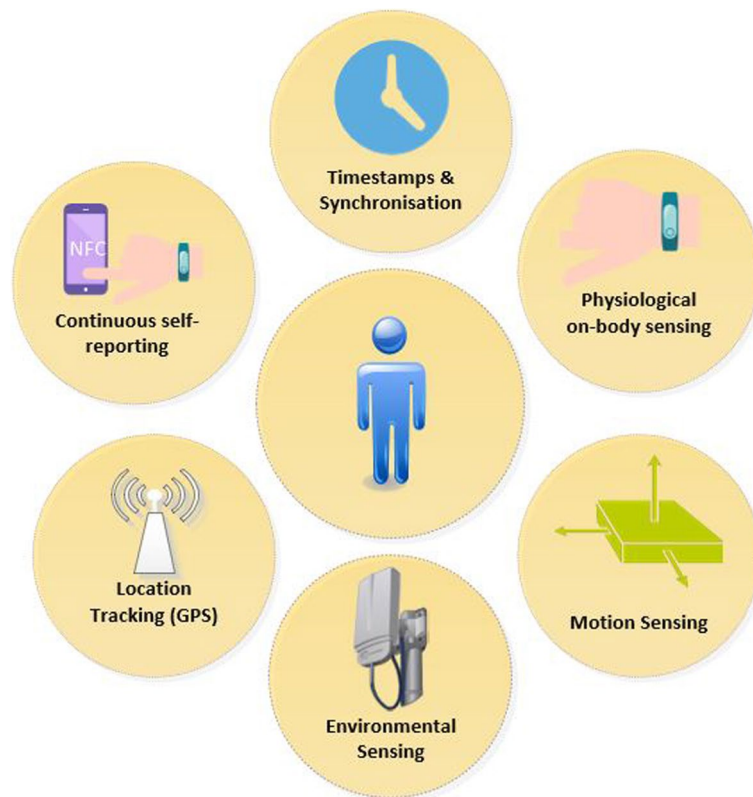 Timestamps &
Synchronisation
NFC
Continuous self-
reporting
Physiological
on-body sensing
Location
Tracking (GPS)
Motion Sensing
Environmental
Sensing